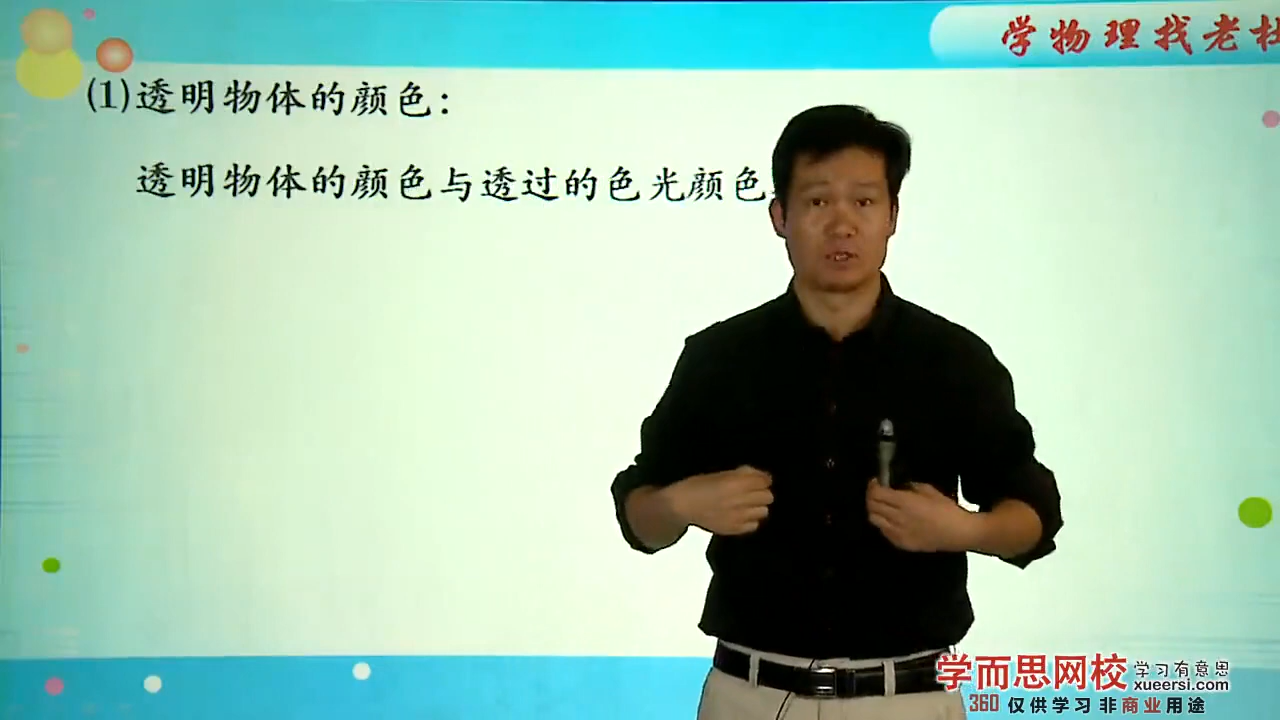 学物理找老杜
(1)透明物体的颜色：
透明物体的颜色与透过的色光颜色
学而思网校 学习有意思
xueersi.com
360 仅供学习 非商业用途